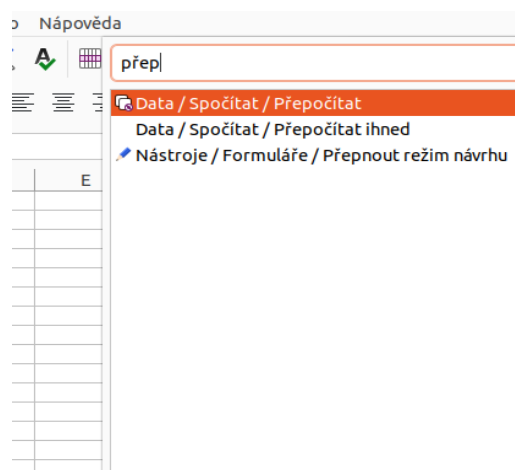 o Nápověda
přep
Data / Spočítat / Přepočítat
Data / Spočítat / Přepočítat ihned
Nástroje / Formuláře / Přepnout režim návrhu
E